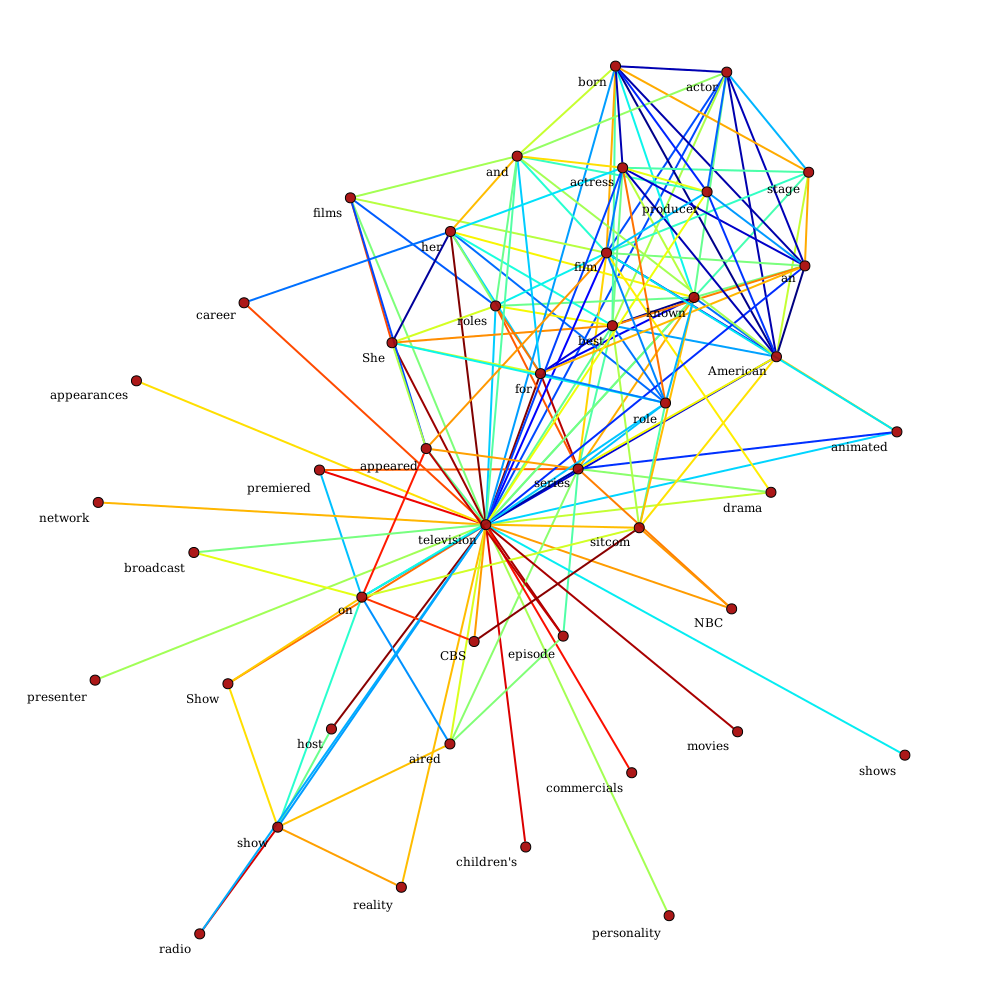 born
actor
and
actress
stage
films
producer
her
film
an
career
roles
known
best
She
American
for
appearances
role
animated
appeared
premiered
series
drama
network
television
sitcom
broadcast
on
NBC
CBS
episode
presenter
Show
host
aired
movies
shows
commercials
show
children's
reality
personality
radio